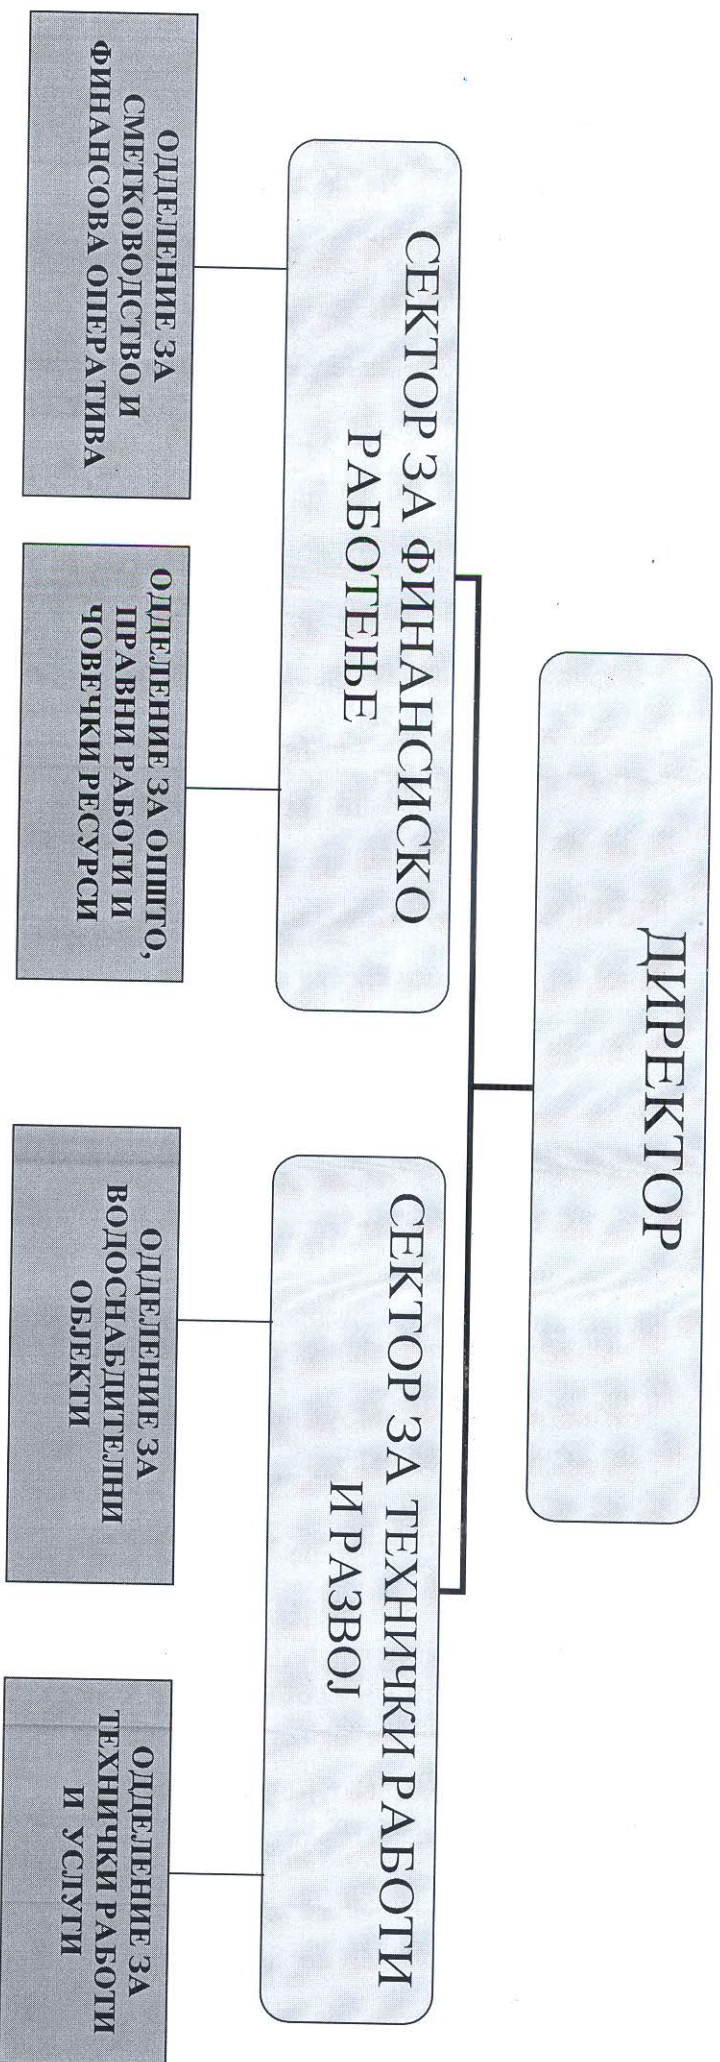 ДИРЕКТОР
СЕКТОР ЗА ФИНАНСИСКО
РАБОТЕЊЕ
СЕКТОР ЗА ТЕХНИЧКИ РАБОТИ
И РАЗВОЈ
ОДДЕЛЕНИЕ ЗА
СМЕТКОВОДСТВО И
ФИНАНСОВА ОПЕРАТИВА
ОДДЕЛЕНИЕ ЗА ОПШТО,
ПРАВНИ РАБОТИ И
ЧОВЕЧКИ РЕСУРСИ
ОДДЕЛЕНИЕ ЗА
ВОДОСНАБДИТЕЛНИ
ОБЈЕКТИ
ОДДЕЛЕНИЕ ЗА
ТЕХНИЧКИ РАБОТИ
И УСЛУГИ